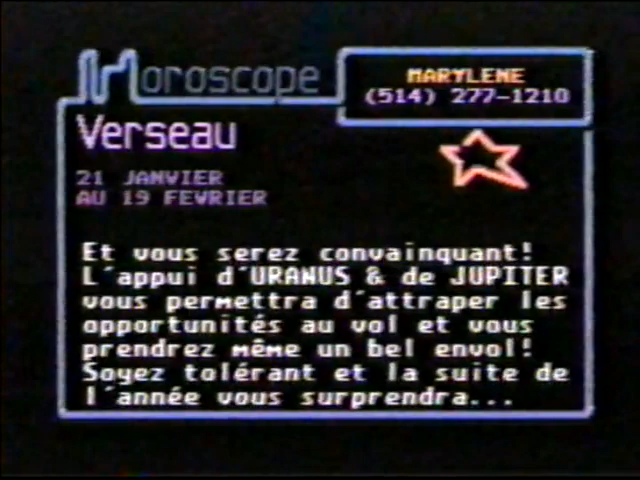 Horoscope
MARYLENE
(514) 277-1210
Verseau
21 JANVIER
AU 19 FEVRIER
Et vous serez convainquant!
L'appui d'URANUS & de JUPITER
vous permettra d'attraper les
opportunités au vol et vous
prendrez même un bel envol!
Soyez tolérant et la suite de
l'année vous surprendra...